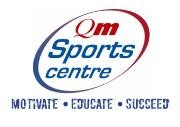 Qm
Sports
centre
MOTIVATE • EDUCATE • SUCCEED